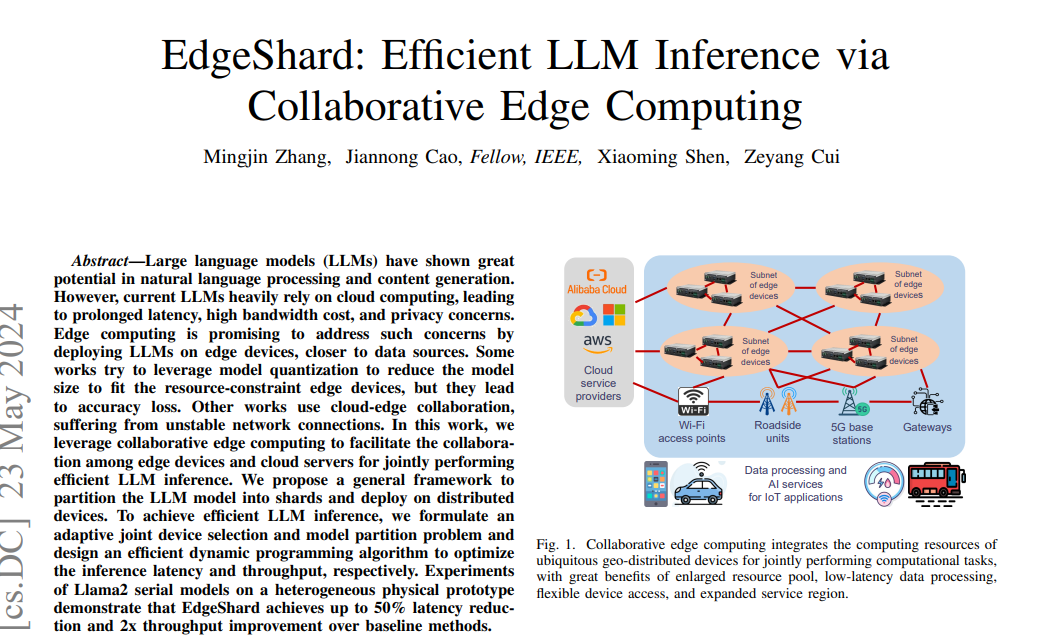 EdgeShard: Efficient LLM Inference via
Collaborative Edge Computing
Mingjin Zhang, Jiannong Cao, Fellow, IEEE, Xiaoming Shen, Zeyang Cui
[cs.DC] 23 May 2024
Abstract—Large language models (LLMs) have shown great
potential in natural language processing and content generation.
However, current LLMs heavily rely on cloud computing, leading
to prolonged latency, high bandwidth cost, and privacy concerns.
Edge computing is promising to address such concerns by
deploying LLMs on edge devices, closer to data sources. Some
works try to leverage model quantization to reduce the model
size to fit the resource-constraint edge devices, but they lead
to accuracy loss. Other works use cloud-edge collaboration,
suffering from unstable network connections. In this work, we
leverage collaborative edge computing to facilitate the collabora-
tion among edge devices and cloud servers for jointly performing
efficient LLM inference. We propose a general framework to
partition the LLM model into shards and deploy on distributed
devices. To achieve efficient LLM inference, we formulate an
adaptive joint device selection and model partition problem and
design an efficient dynamic programming algorithm to optimize
the inference latency and throughput, respectively. Experiments
of Llama2 serial models on a heterogeneous physical prototype
demonstrate that EdgeShard achieves up to 50% latency reduc-
tion and 2x throughput improvement over baseline methods.
Alibaba Cloud
aws
Cloud
service
providers
Subnet
of edge
devices
Subnet
of edge
devices
Subnet
of edge
devices
Subnet
of edge
devices
Wi-Fi
5G
Wi-Fi
access points
Roadside
units
5G base
stations
Gateways
Data processing and
AI services
for IoT applications
Fig. 1. Collaborative edge computing integrates the computing resources of
ubiquitous geo-distributed devices for jointly performing computational tasks,
with great benefits of enlarged resource pool, low-latency data processing,
flexible device access, and expanded service region.